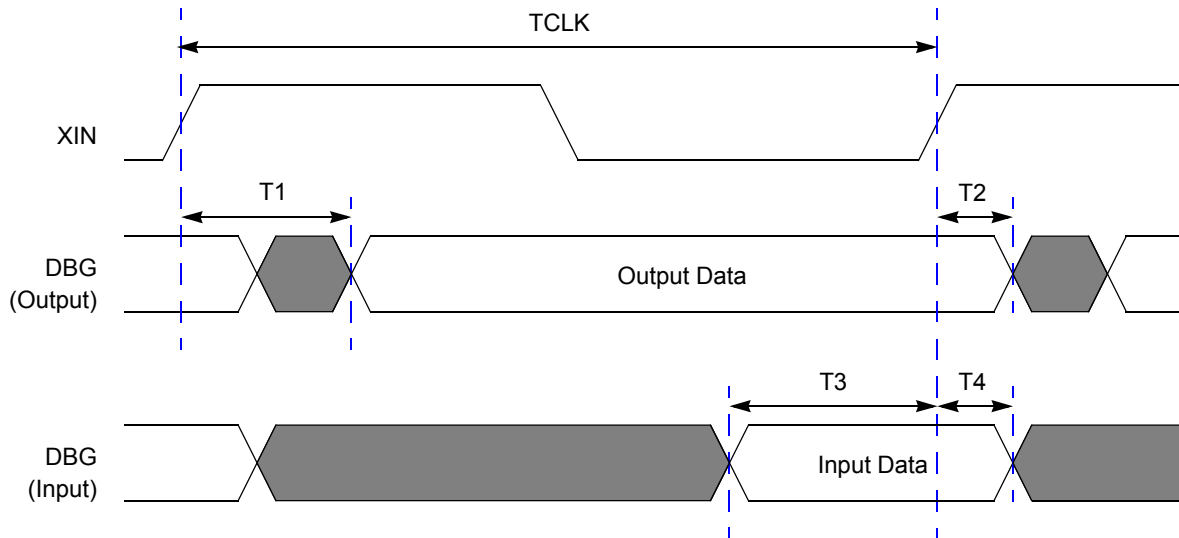 TCLK
XIN
T1
T2
DBG
(Output)
Output Data
T3
T4
DBG
(Input)
Input Data